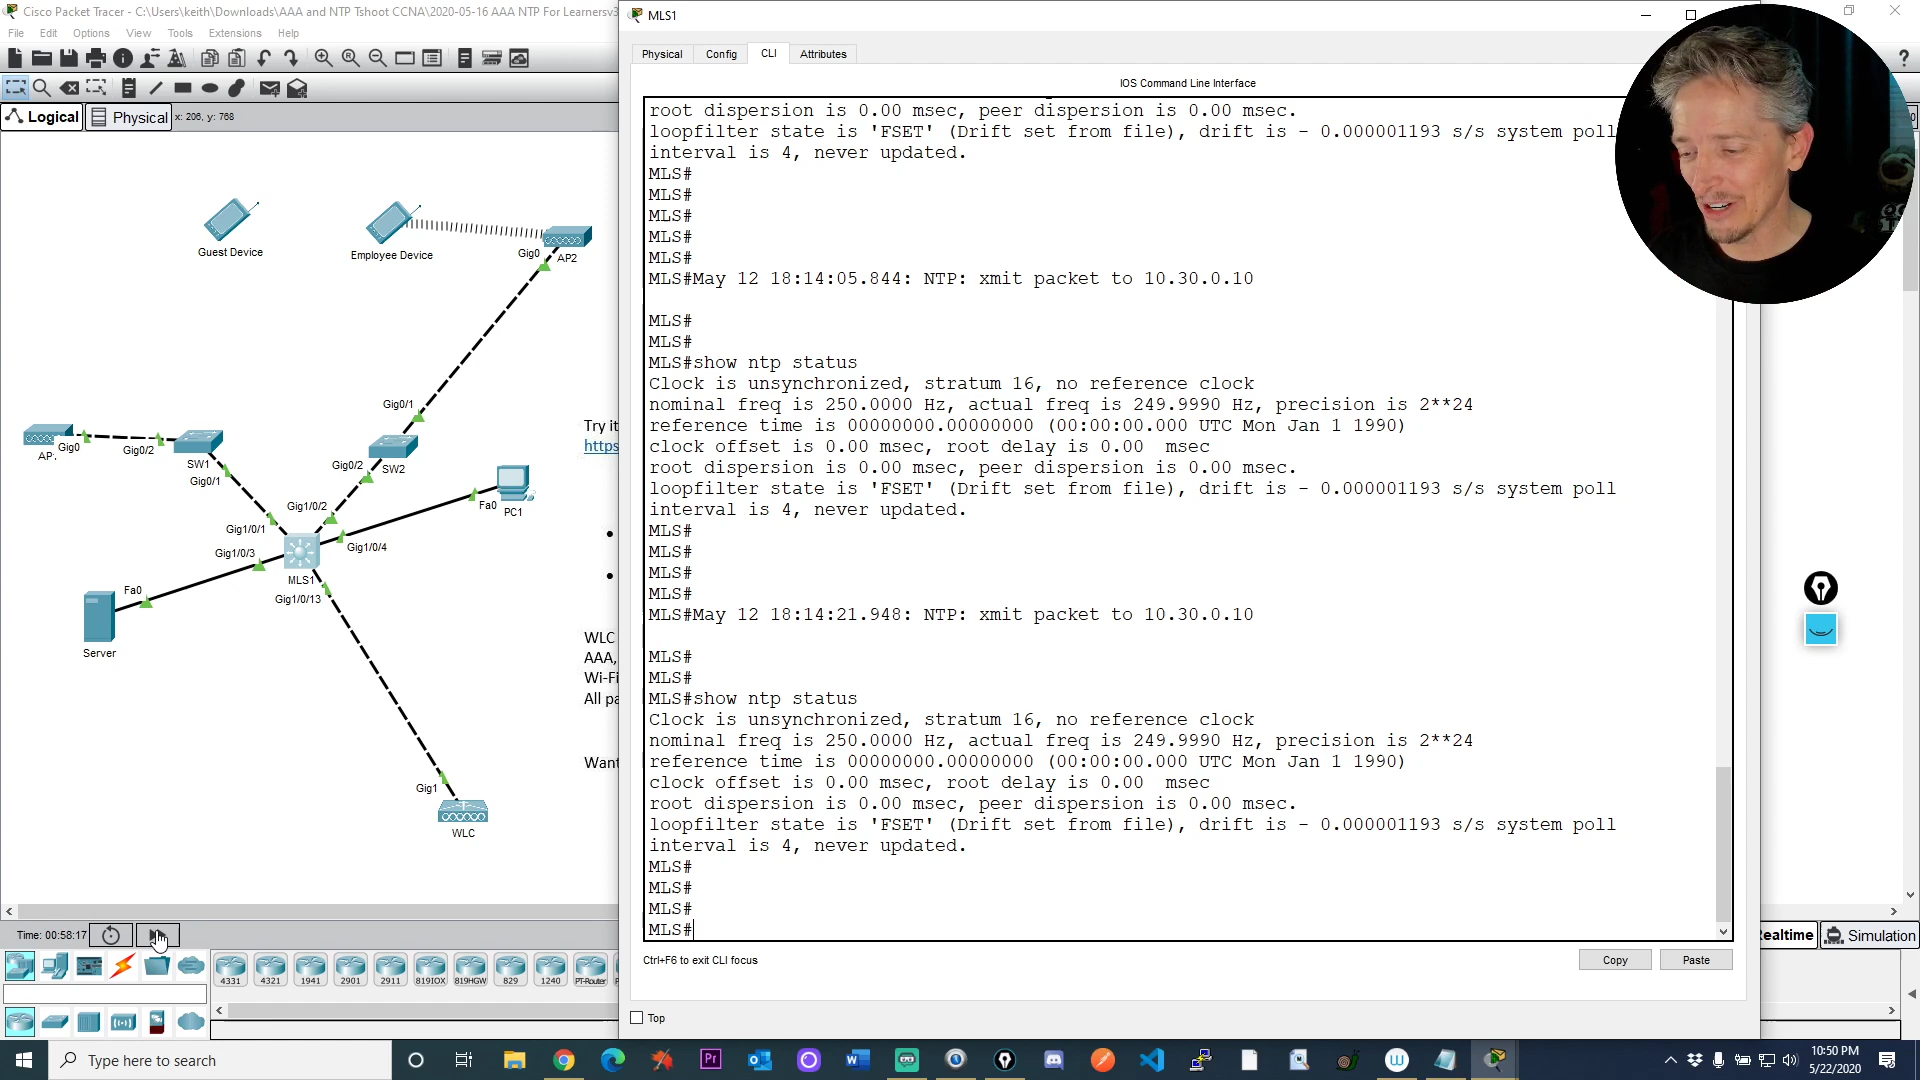 Cisco Packet Tracer - C:\Users\keith\Downloads\AAA and NTP Tshoot CCNA\2020-05-16 AAA NTP For Learnersv3
File Edit Options View Tools Extensions Help
Logical Physical x: 206, y: 768
Guest Device
Employee Device
Gig0
AP2
Gig0/1
Gig0
Gig0/2
SW1
Gig0/1
Gig0/2
SW2
Gig1/0/2
Fa0
PC1
Gig1/0/1
Gig1/0/3
Gig1/0/4
MLS1
Gig1/0/13
Fa0
Server
Gig1
WLC
Try it
https
WLC
AAA,
Wi-Fi
All pa
Want
MLS1
Physical Config CLI Attributes
IOS Command Line Interface
root dispersion is 0.00 msec, peer dispersion is 0.00 msec.
loopfilter state is 'FSET' (Drift set from file), drift is - 0.000001193 s/s system poll
interval is 4, never updated.
MLS#
MLS#
MLS#
MLS#
MLS#
MLS#May 12 18:14:05.844: NTP: xmit packet to 10.30.0.10
MLS#
MLS#
MLS#show ntp status
Clock is unsynchronized, stratum 16, no reference clock
nominal freq is 250.0000 Hz, actual freq is 249.9990 Hz, precision is 2**24
reference time is 00000000.00000000 (00:00:00.000 UTC Mon Jan 1 1990)
clock offset is 0.00 msec, root delay is 0.00  msec
root dispersion is 0.00 msec, peer dispersion is 0.00 msec.
loopfilter state is 'FSET' (Drift set from file), drift is - 0.000001193 s/s system poll
interval is 4, never updated.
MLS#
MLS#
MLS#
MLS#
MLS#May 12 18:14:21.948: NTP: xmit packet to 10.30.0.10
MLS#
MLS#
MLS#show ntp status
Clock is unsynchronized, stratum 16, no reference clock
nominal freq is 250.0000 Hz, actual freq is 249.9990 Hz, precision is 2**24
reference time is 00000000.00000000 (00:00:00.000 UTC Mon Jan 1 1990)
clock offset is 0.00 msec, root delay is 0.00  msec
root dispersion is 0.00 msec, peer dispersion is 0.00 msec.
loopfilter state is 'FSET' (Drift set from file), drift is - 0.000001193 s/s system poll
interval is 4, never updated.
MLS#
MLS#
MLS#
MLS#
Ctrl+F6 to exit CLI focus
Copy Paste
Top
Time: 00:58:17
Realtime Simulation
4331 4321 1941 2901 2911 819IOX 819HGW 829 1240 PT-Router
Type here to search
10:50 PM
5/22/2020